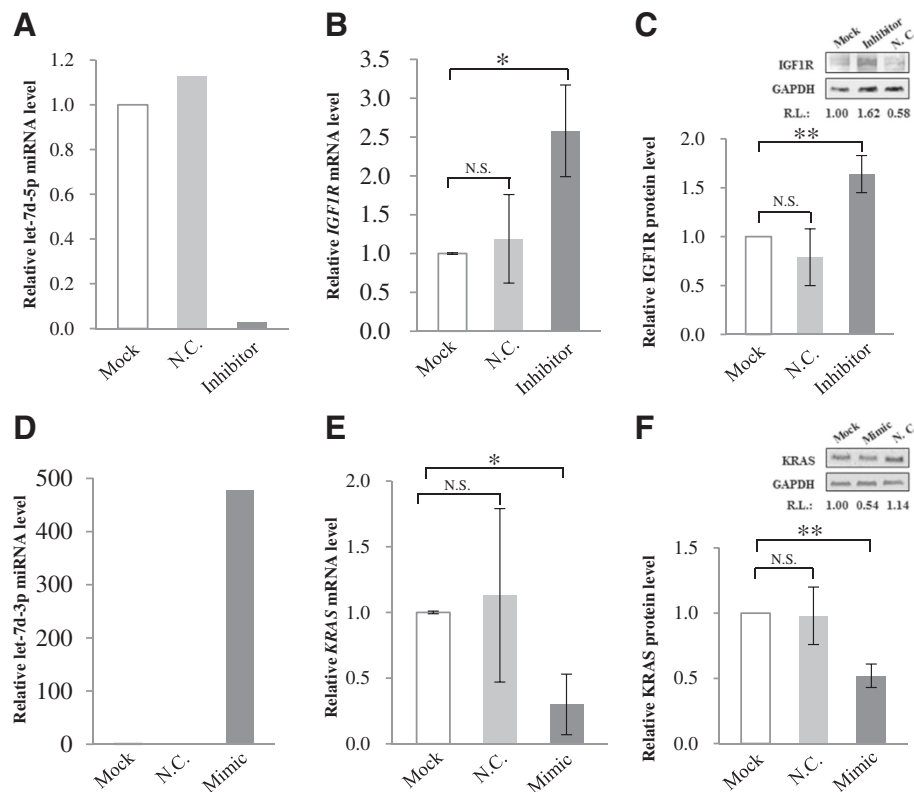 A
Relative let-7d-5p miRNA level
1.2
1.0
0.8
0.6
0.4
0.2
0.0
Mock
N.C.
Inhibitor
B
Relative IGF1R mRNA level
3.5
3.0
2.5
2.0
1.5
1.0
0.5
0.0
*
N.S.
Mock
N.C.
Inhibitor
C
Mock Inhibitor N. C.
IGF1R
GAPDH
R.L.: 1.00 1.62 0.58
Relative IGF1R protein level
2.0
1.5
1.0
0.5
0.0
**
N.S.
Mock
N.C.
Inhibitor
D
Relative let-7d-3p miRNA level
500
400
300
200
100
0
Mock
N.C.
Mimic
E
Relative KRAS mRNA level
2.0
1.5
1.0
0.5
0.0
*
N.S.
Mock
N.C.
Mimic
F
Mock Mimic N. C.
KRAS
GAPDH
R.L.: 1.00 0.54 1.14
Relative KRAS protein level
1.5
1.0
0.5
0.0
**
N.S.
Mock
N.C.
Mimic